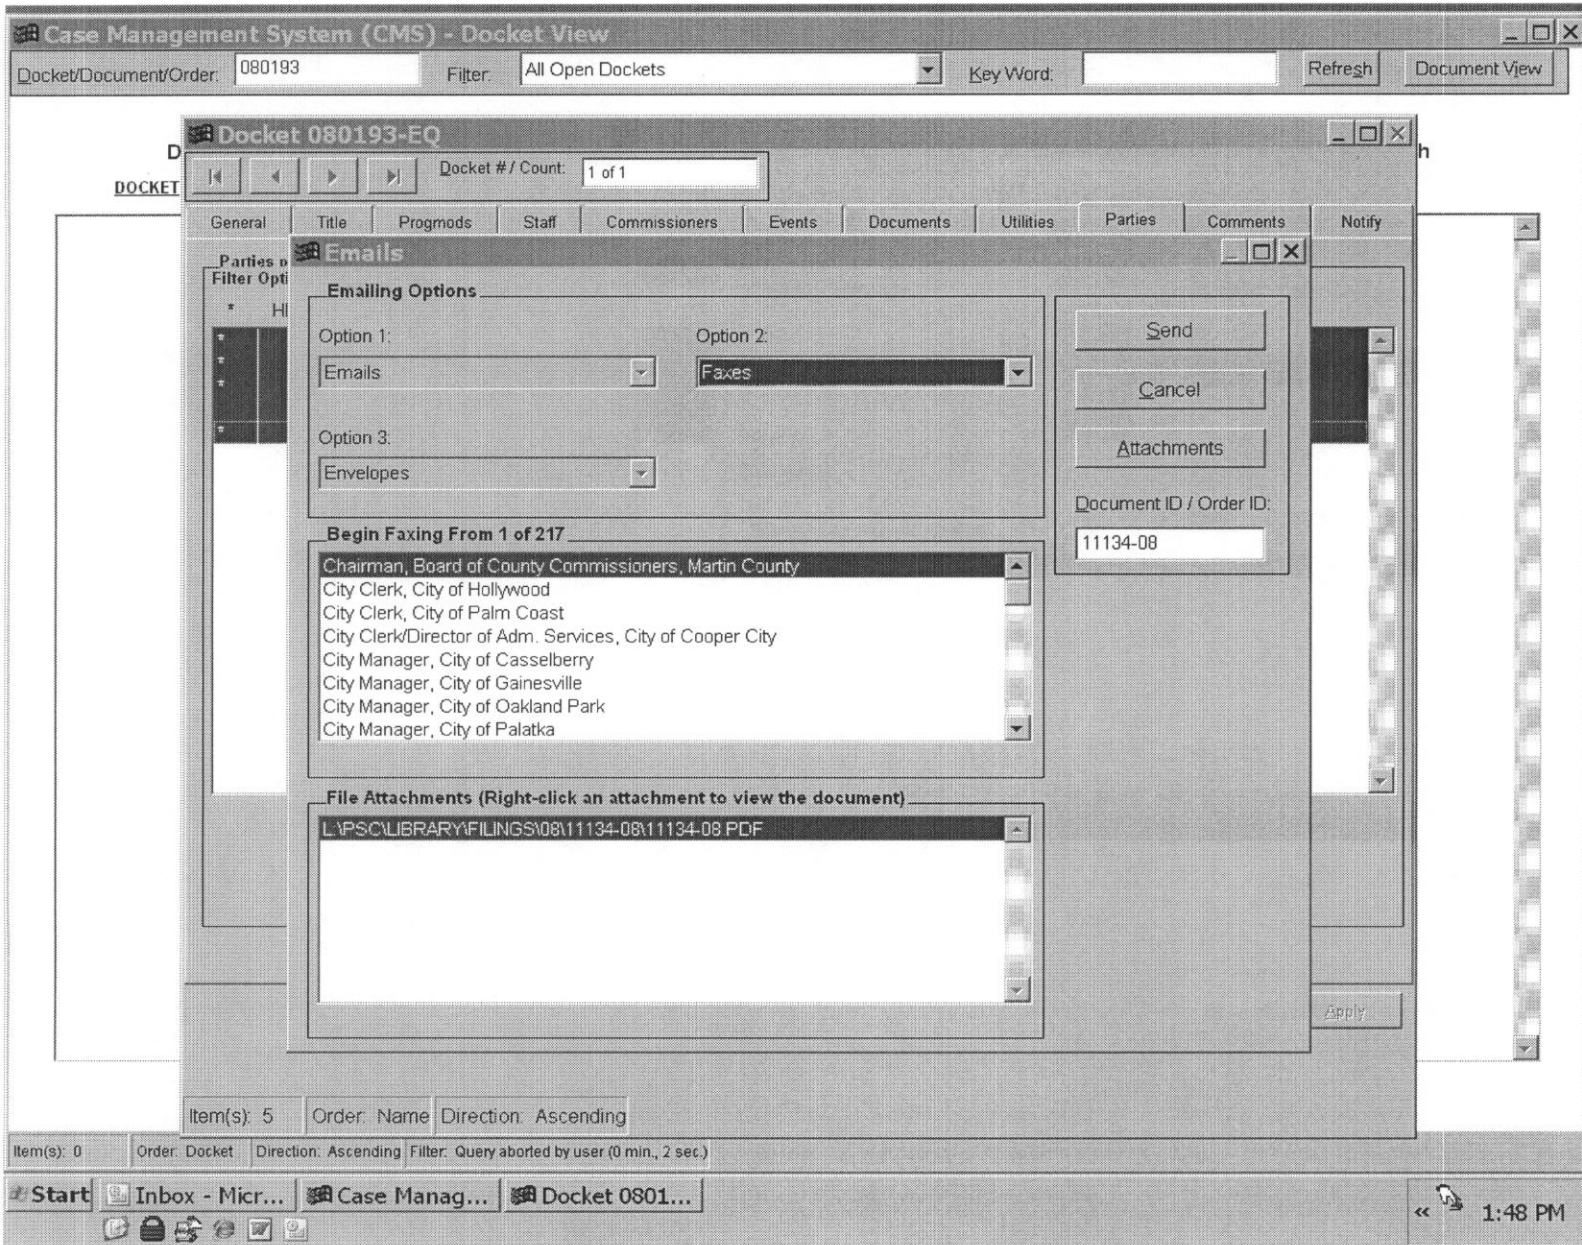 Case Management System (CMS) - Docket View
Docket/Document/Order: 080193 Filter: All Open Dockets Key Word: Refresh Document View
Docket 080193-EQ
D h
DOCKET
Docket # / Count: 1 of 1
General Title Progmods Staff Commissioners Events Documents Utilities Parties Comments Notify
Emails
Parties
Filter Opti
* H
Emailing Options
Option 1: Option 2:
Emails Faxes
Option 3:
Envelopes
Send
Cancel
Attachments
Document ID / Order ID:
11134-08
Begin Faxing From 1 of 217
Chairman, Board of County Commissioners, Martin County
City Clerk, City of Hollywood
City Clerk, City of Palm Coast
City Clerk/Director of Adm. Services, City of Cooper City
City Manager, City of Casselberry
City Manager, City of Gainesville
City Manager, City of Oakland Park
City Manager, City of Palatka
File Attachments (Right-click an attachment to view the document)
L:\PSC\LIBRARY\FILINGS\08\11134-08\11134-08.PDF
Apply
Item(s): 5 Order: Name Direction: Ascending
Item(s): 0 Order: Docket Direction: Ascending Filter: Query aborted by user (0 min., 2 sec.)
Start Inbox - Micr... Case Manag... Docket 0801... « 1:48 PM